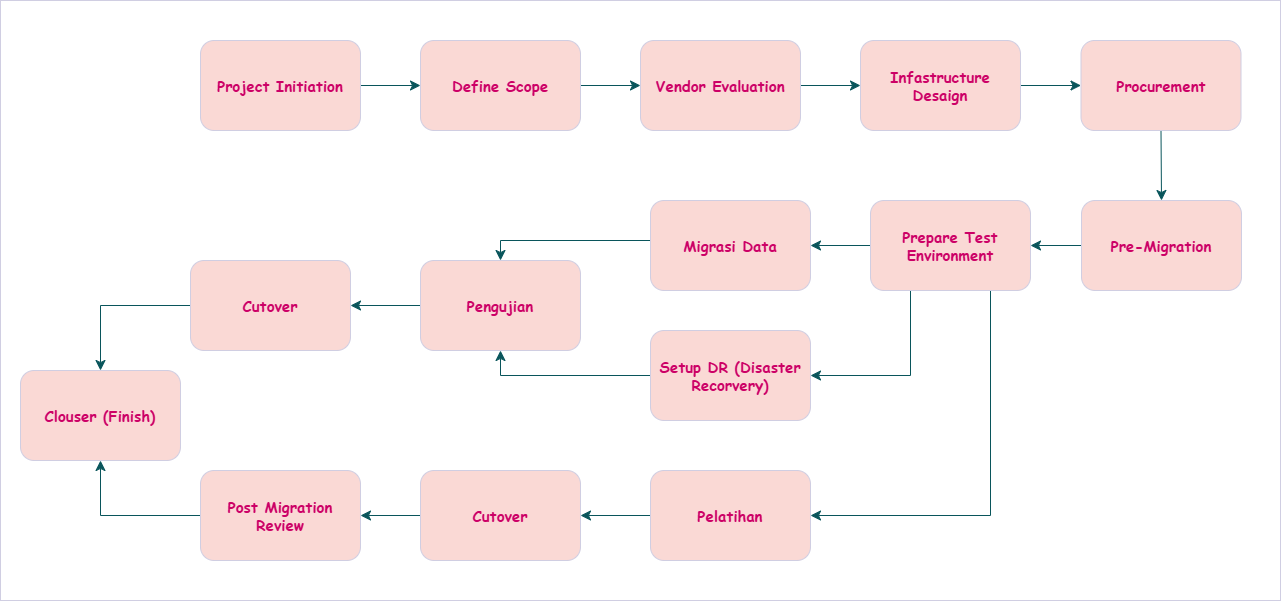 Project Initiation
Define Scope
Vendor Evaluation
Infastructure
Desaign
Procurement
Migrasi Data
Prepare Test
Environment
Pre-Migration
Cutover
Pengujian
Setup DR (Disaster
Recorvery)
Clouser (Finish)
Post Migration
Review
Cutover
Pelatihan